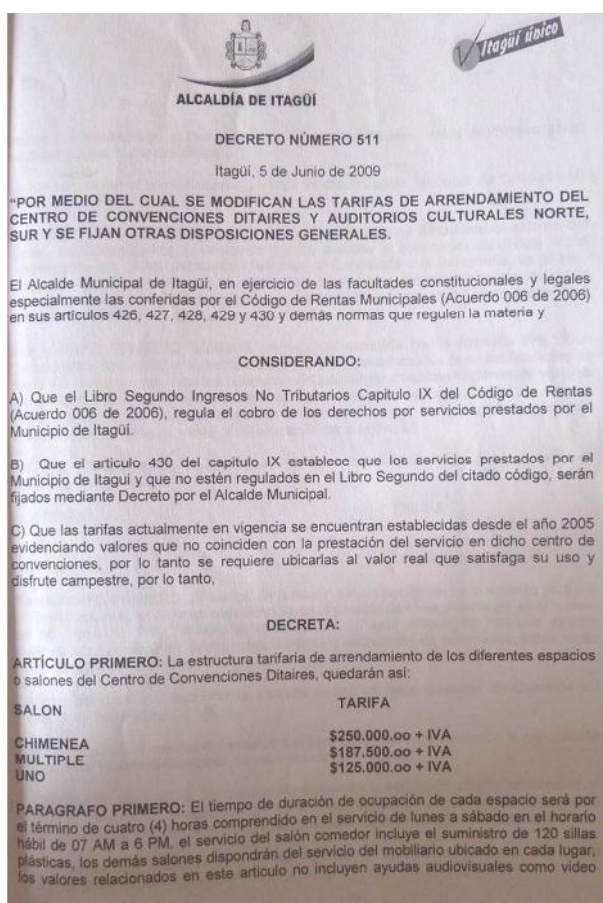 Itagüí único
ALCALDÍA DE ITAGÜÍ
DECRETO NÚMERO 511
Itagüí, 5 de Junio de 2009
"POR MEDIO DEL CUAL SE MODIFICAN LAS TARIFAS DE ARRENDAMIENTO DEL
CENTRO DE CONVENCIONES DITAIRES Y AUDITORIOS CULTURALES NORTE,
SUR Y SE FIJAN OTRAS DISPOSICIONES GENERALES.
El Alcalde Municipal de Itagüí, en ejercicio de las facultades constitucionales y legales
especialmente las conferidas por el Código de Rentas Municipales (Acuerdo 006 de 2006)
en sus artículos 426, 427, 428, 429 y 430 y demás normas que regulen la materia y
CONSIDERANDO:
A) Que el Libro Segundo Ingresos No Tributarios Capitulo IX del Código de Rentas
(Acuerdo 006 de 2006), regula el cobro de los derechos por servicios prestados por el
Municipio de Itagüí.
B) Que el articulo 430 del capitulo IX establece que los servicios prestados por el
Municipio de Itagui y que no estén regulados en el Libro Segundo del citado código, serán
fijados mediante Decreto por el Alcalde Municipal.
C) Que las tarifas actualmente en vigencia se encuentran establecidas desde el año 2005
evidenciando valores que no coinciden con la prestación del servicio en dicho centro de
convenciones, por lo tanto se requiere ubicarlas al valor real que satisfaga su uso y
disfrute campestre, por lo tanto,
DECRETA:
ARTÍCULO PRIMERO: La estructura tarifaria de arrendamiento de los diferentes espacios
o salones del Centro de Convenciones Ditaires, quedarán así:
SALON TARIFA
CHIMENEA $250.000.oo + IVA
MULTIPLE $187.500.oo + IVA
UNO $125.000.oo + IVA
PARAGRAFO PRIMERO: El tiempo de duración de ocupación de cada espacio será por
el término de cuatro (4) horas comprendido en el servicio de lunes a sábado en el horario
hábil de 07 AM a 6 PM, el servicio del salón comedor incluye el suministro de 120 sillas
plásticas, los demás salones dispondrán del servicio del mobiliario ubicado en cada lugar,
los valores relacionados en este articulo no incluyen ayudas audiovisuales como video